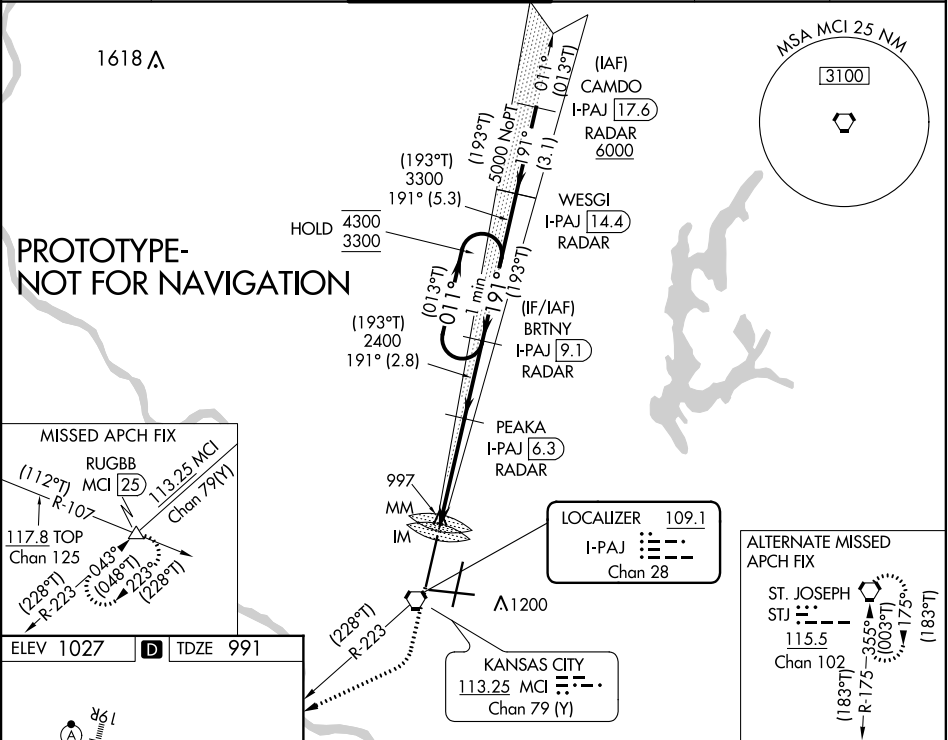 1618
MSA MCI 25 NM
3100
011°
(013°T)
(IAF)
CAMDO
I-PAJ 17.6
RADAR
6000
(193°T)
5000 NoPT
191°
(3.1)
(193°T)
3300
191° (5.3)
WESGI
I-PAJ 14.4
RADAR
HOLD 4300
3300
PROTOTYPE-
NOT FOR NAVIGATION
(013°T)
011°
1 min
191°
(193°T)
(IF/IAF)
BRTNY
I-PAJ 9.1
RADAR
(193°T)
2400
191° (2.8)
PEAKA
I-PAJ 6.3
RADAR
997
MM
IM
MISSED APCH FIX
RUGBB
MCI 25
113.25 MCI
Chan 79(Y)
(112°T)
R-107
117.8 TOP
Chan 125
043°
(048°T)
223°
(228°T)
(228°T)
R-223
LOCALIZER 109.1
I-PAJ
Chan 28
1200
(228°T)
R-223
KANSAS CITY
113.25 MCI
Chan 79 (Y)
ALTERNATE MISSED
APCH FIX
ST. JOSEPH
STJ
115.5
Chan 102
355°
(003°T)
175°
(183°T)
R-175
(183°T)
ELEV 1027 D TDZE 991
A
19R